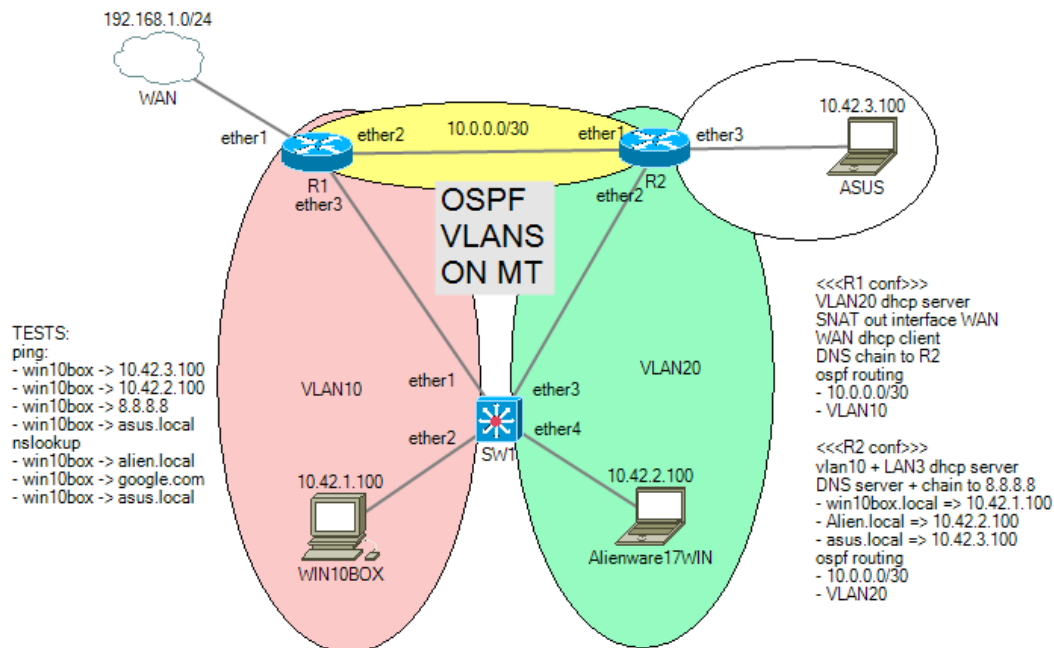 192.168.1.0/24
WAN
ether1
ether2
10.0.0.0/30
ether1
ether3
R1
ether3
R2
ether2
10.42.3.100
ASUS
OSPF
VLANS
ON MT
<<<R1 conf>>>
VLAN20 dhcp server
SNAT out interface WAN
WAN dhcp client
DNS chain to R2
ospf routing
- 10.0.0.0/30
- VLAN10
TESTS:
ping:
- win10box -> 10.42.3.100
- win10box -> 10.42.2.100
- win10box -> 8.8.8.8
- win10box -> asus.local
nslookup
- win10box -> alien.local
- win10box -> google.com
- win10box -> asus.local
VLAN10
VLAN20
ether1
ether3
ether2
ether4
SW1
10.42.1.100
WIN10BOX
10.42.2.100
Alienware17WIN
<<<R2 conf>>>
vlan10 + LAN3 dhcp server
DNS server + chain to 8.8.8.8
- win10box.local => 10.42.1.100
- Alien.local => 10.42.2.100
- asus.local => 10.42.3.100
ospf routing
- 10.0.0.0/30
- VLAN20